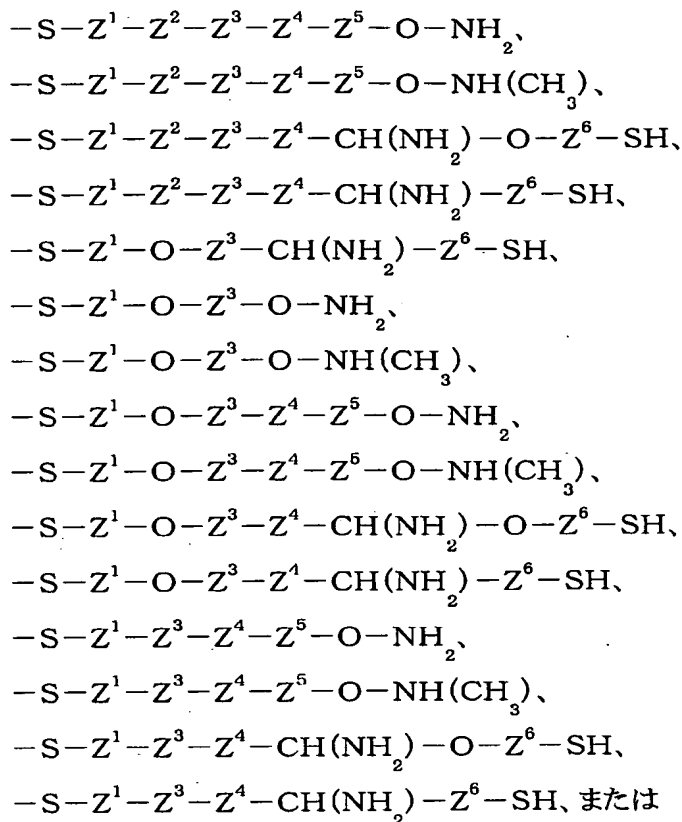 −S−Z¹−Z²−Z³−Z⁴−Z⁵−O−NH₂、
−S−Z¹−Z²−Z³−Z⁴−Z⁵−O−NH(CH₃)、
−S−Z¹−Z²−Z³−Z⁴−CH(NH₂)−O−Z⁶−SH、
−S−Z¹−Z²−Z³−Z⁴−CH(NH₂)−Z⁶−SH、
−S−Z¹−O−Z³−CH(NH₂)−Z⁶−SH、
−S−Z¹−O−Z³−O−NH₂、
−S−Z¹−O−Z³−O−NH(CH₃)、
−S−Z¹−O−Z³−Z⁴−Z⁵−O−NH₂、
−S−Z¹−O−Z³−Z⁴−Z⁵−O−NH(CH₃)、
−S−Z¹−O−Z³−Z⁴−CH(NH₂)−O−Z⁶−SH、
−S−Z¹−O−Z³−Z⁴−CH(NH₂)−Z⁶−SH、
−S−Z¹−Z³−Z⁴−Z⁵−O−NH₂、
−S−Z¹−Z³−Z⁴−Z⁵−O−NH(CH₃)、
−S−Z¹−Z³−Z⁴−CH(NH₂)−O−Z⁶−SH、
−S−Z¹−Z³−Z⁴−CH(NH₂)−Z⁶−SH、または